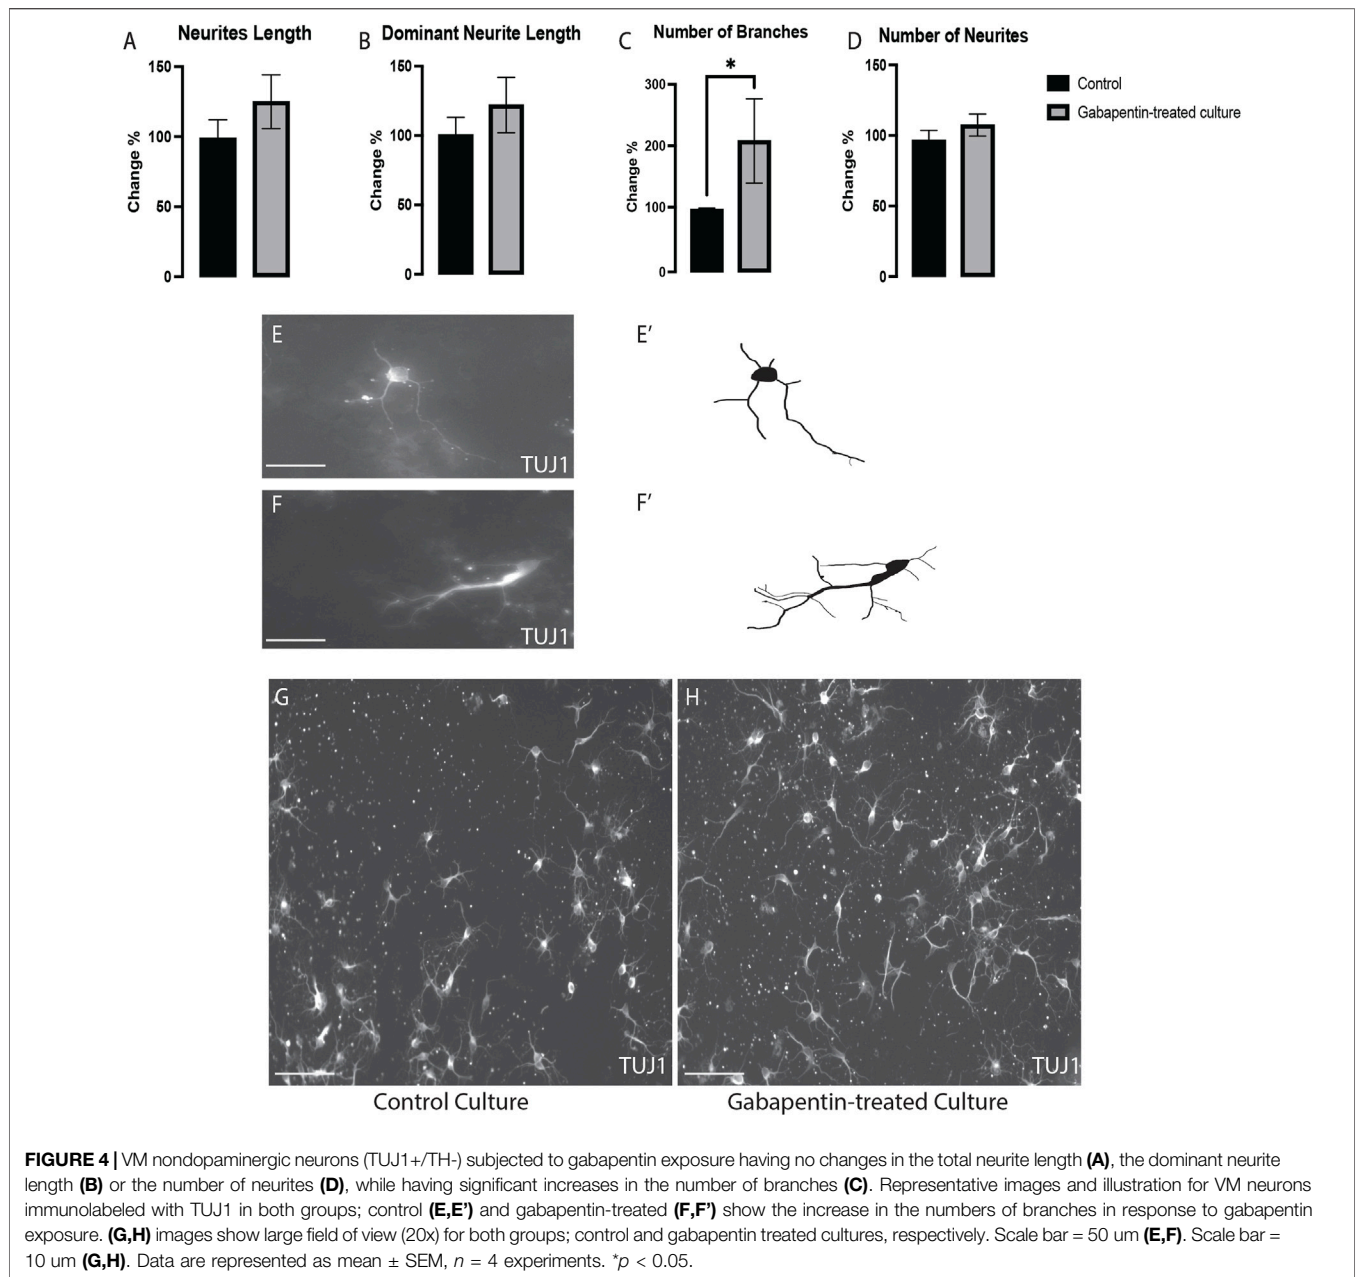 A Neurites Length
150
100
50
0
Change %
B Dominant Neurite Length
150
100
50
0
Change %
C Number of Branches
*
300
200
100
0
Change %
D Number of Neurites
150
100
50
0
Change %
Control
Gabapentin-treated culture
E
TUJ1
E’
F
TUJ1
F’
G
TUJ1
H
TUJ1
Control Culture
Gabapentin-treated Culture
FIGURE 4 | VM nondopaminergic neurons (TUJ1+/TH-) subjected to gabapentin exposure having no changes in the total neurite length (A), the dominant neurite
length (B) or the number of neurites (D), while having significant increases in the number of branches (C). Representative images and illustration for VM neurons
immunolabeled with TUJ1 in both groups; control (E,E’) and gabapentin-treated (F,F’) show the increase in the numbers of branches in response to gabapentin
exposure. (G,H) images show large field of view (20x) for both groups; control and gabapentin treated cultures, respectively. Scale bar = 50 um (E,F). Scale bar =
10 um (G,H). Data are represented as mean ± SEM, n = 4 experiments. *p < 0.05.